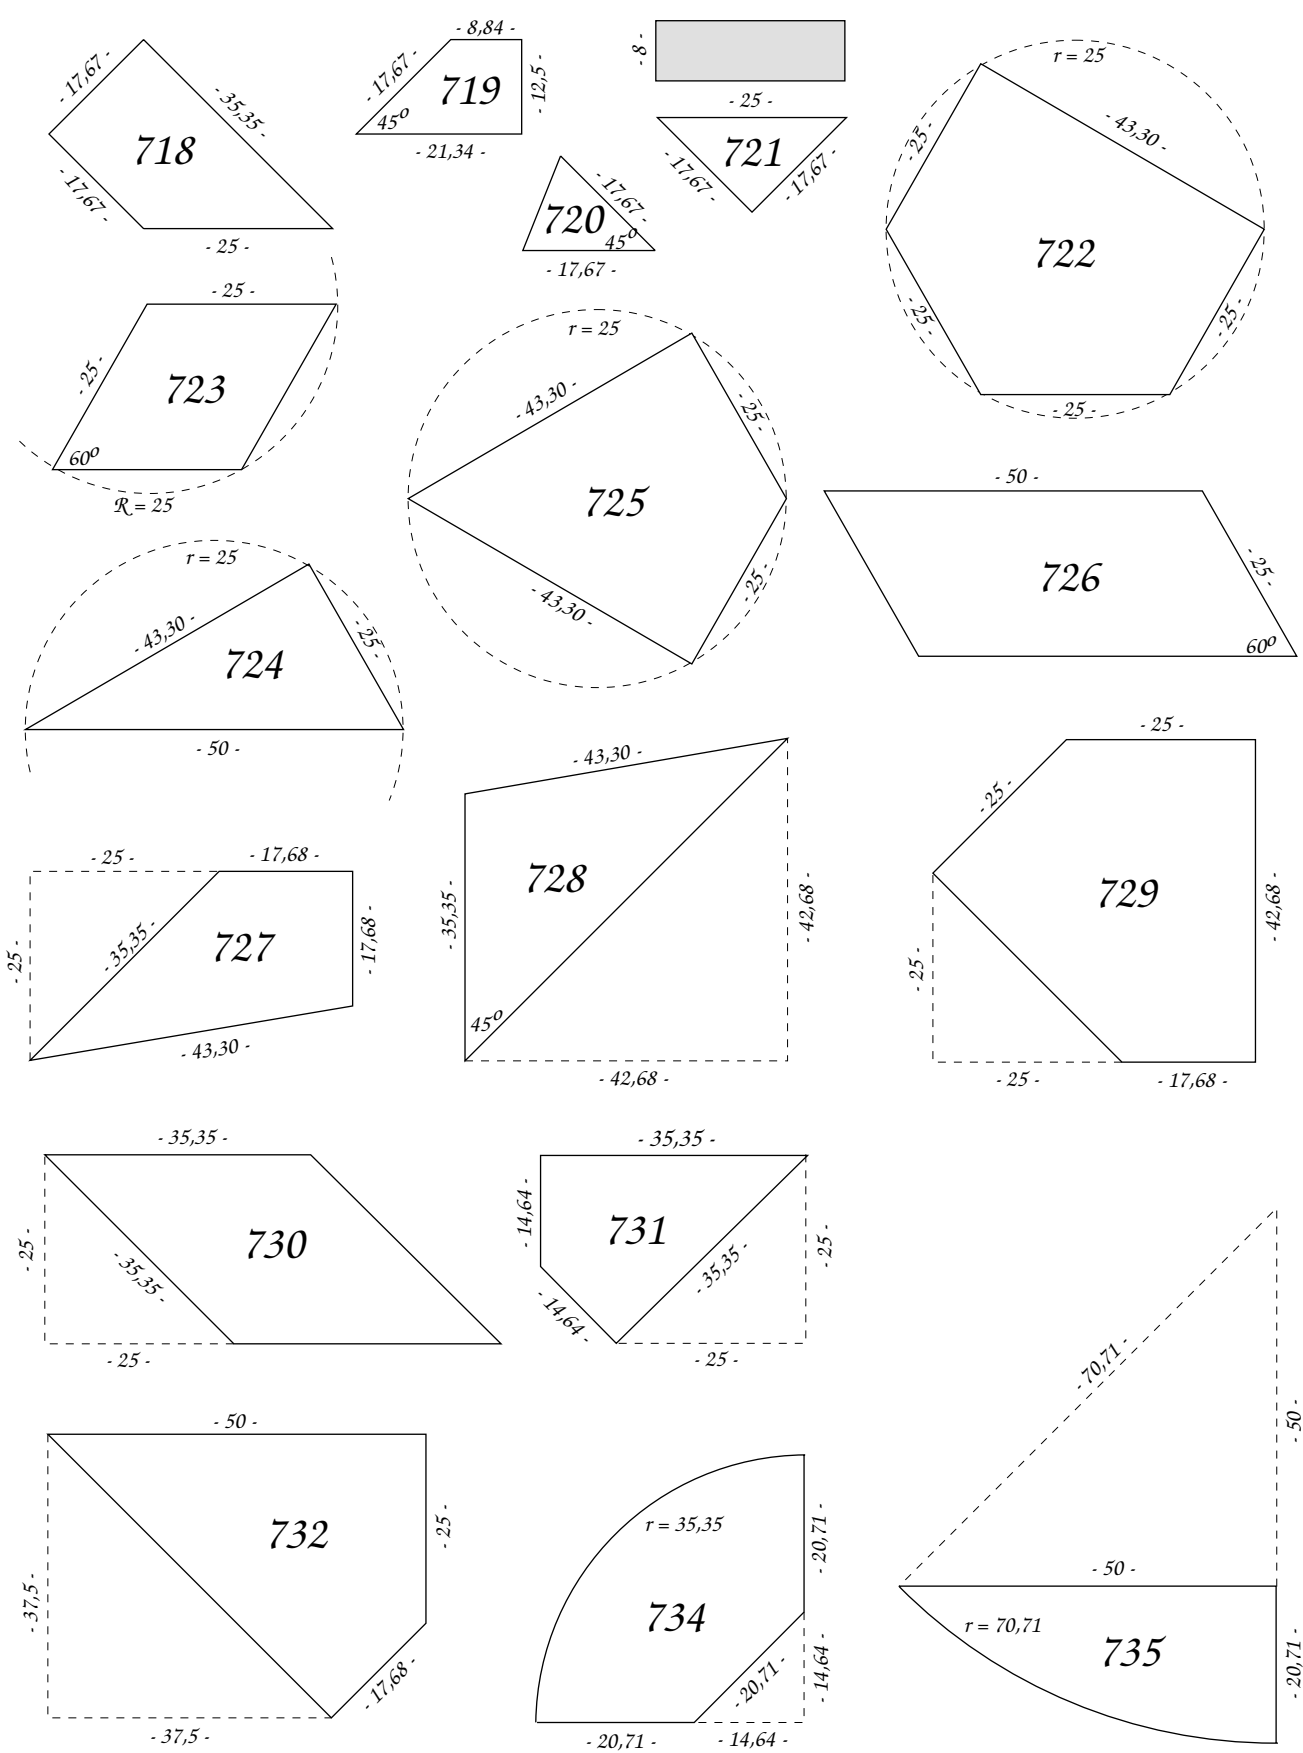 - 17,67 -
- 35,35 -
718
- 17,67 -
- 25 -
- 8,84 -
- 17,67 -
719
- 12,5 -
45º
- 21,34 -
- 17,67 -
720
45º
- 17,67 -
- 8 -
- 25 -
721
- 17,67 -
- 17,67 -
r = 25
- 25 -
- 43,30 -
722
- 25 -
- 25 -
- 25 -
- 25 -
- 25 -
723
60º
R = 25
r = 25
- 43,30 -
- 25 -
725
- 43,30 -
- 25 -
- 50 -
726
- 25 -
60º
r = 25
- 43,30 -
- 25 -
724
- 50 -
- 25 -
- 17,68 -
- 25 -
- 35,35 -
727
- 17,68 -
- 43,30 -
- 43,30 -
728
- 35,35 -
- 42,68 -
45º
- 42,68 -
- 25 -
- 25 -
729
- 42,68 -
- 25 -
- 25 -
- 17,68 -
- 35,35 -
- 25 -
730
- 35,35 -
- 25 -
- 35,35 -
- 14,64 -
731
- 25 -
- 35,35 -
- 14,64 -
- 25 -
- 50 -
732
- 25 -
- 37,5 -
- 17,68 -
- 37,5 -
r = 35,35
- 20,71 -
734
- 20,71 -
- 14,64 -
- 20,71 -
- 14,64 -
- 70,71 -
- 50 -
- 50 -
r = 70,71
735
- 20,71 -